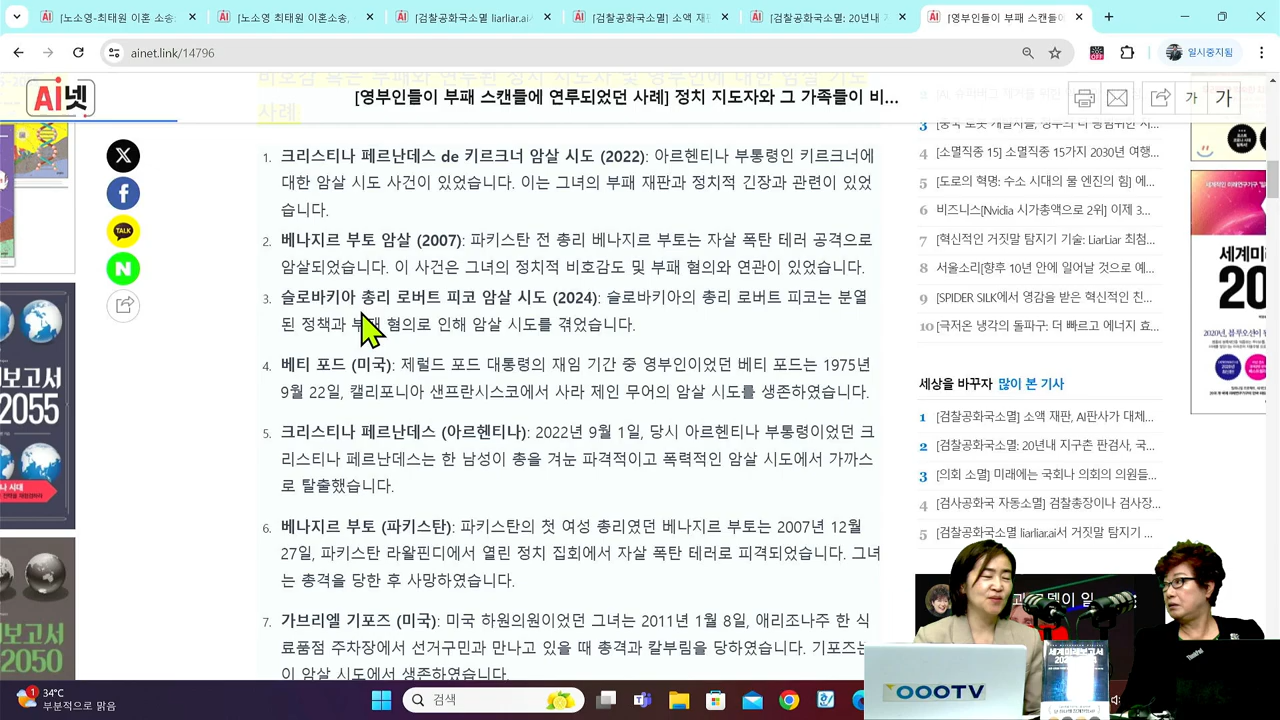 [노소영 최태원 이혼 소송
[검찰공화국소멸 liarliar.ai
[검찰공화국소멸] 소액 재판
[검찰공화국소멸: 20년내
[영부인들이 부패 스캔들이
ainet.link/14796
OFF
일시중지됨
Ai넷
[영부인들이 부패 스캔들에 연루되었던 사례] 정치 지도자와 그 가족들이 비...
가 가
사례
1. 크리스티나 페르난데스 de 키르크너 암살 시도 (2022): 아르헨티나 부통령인 키르크너에
대한 암살 시도 사건이 있었습니다. 이는 그녀의 부패 재판과 정치적 긴장과 관련이 있었
습니다.
2. 베나지르 부토 암살 (2007): 파키스탄 전 총리 베나지르 부토는 자살 폭탄 테러 공격으로
암살되었습니다. 이 사건은 그녀의 정치적 비호감도 및 부패 혐의와 연관이 있었습니다.
3. 슬로바키아 총리 로버트 피코 암살 시도 (2024): 슬로바키아의 총리 로버트 피코는 분열
된 정책과 부패 혐의로 인해 암살 시도를 겪었습니다.
4. 베티 포드 (미국): 제럴드 포드 대통령의 재임 기간 중 영부인이었던 베티 포드는 1975년
9월 22일 캘리포니아 샌프란시스코에서 사라 제인 무어의 암살 시도를 생존하였습니다.
5. 크리스티나 페르난데스 (아르헨티나): 2022년 9월 1일, 당시 아르헨티나 부통령이었던 크
리스티나 페르난데스는 한 남성이 총을 겨눈 파격적이고 폭력적인 암살 시도에서 가까스
로 탈출했습니다.
6. 베나지르 부토 (파키스탄): 파키스탄의 첫 여성 총리였던 베나지르 부토는 2007년 12월
27일, 파키스탄 라왈핀디에서 열린 정치 집회에서 자살 폭탄 테러로 피격되었습니다. 그녀
는 총격을 당한 후 사망하였습니다.
7. 가브리엘 기포즈 (미국): 미국 하원의원이었던 그녀는 2011년 1월 8일, 애리조나주 한 식
료품점 주차장에서 선거구민과 만나고 있을 때 총격과 칼부림을 당하였습니다. 기포즈는
TALK
3 [중국 로봇 개발자들, 청구의
4 [소멸직종 15] 소멸직종 15가지 2030년 여행...
5 [도로의 혁명: 수소 시대의 물 엔진의 힘] 에...
6 비즈니스[Nvidia 시가총액으로 2위] 이제 3...
7 [혁신적인 거짓말 탐지기 기술: LiarLiar 최첨...
8 서울소리[향후 10년 안에 일어날 것으로 예...
9 [SPIDER SILK에서 영감을 받은 혁신적인 친...
10 [극저온 냉각의 돌파구: 더 빠르고 에너지 효...
세상을 바꾸자 많이 본 기사
1 [검찰공화국소멸] 소액 재판, AI판사가 대체...
2 [검찰공화국소멸: 20년내 지구촌 판검사, 국...
3 [의회 소멸] 미래에는 국회나 의회의 의원들...
4 [검사공화국 자동소멸] 검찰총장이나 검사장...
5 [검찰공화국소멸 liarliar.ai서 거짓말 탐지기 ...
보고서
2055
보고서
2050
세계미래
20
OOOTV
ThinkPad
세계미래보고서
1
34°C
부분적으로 맑음
검색